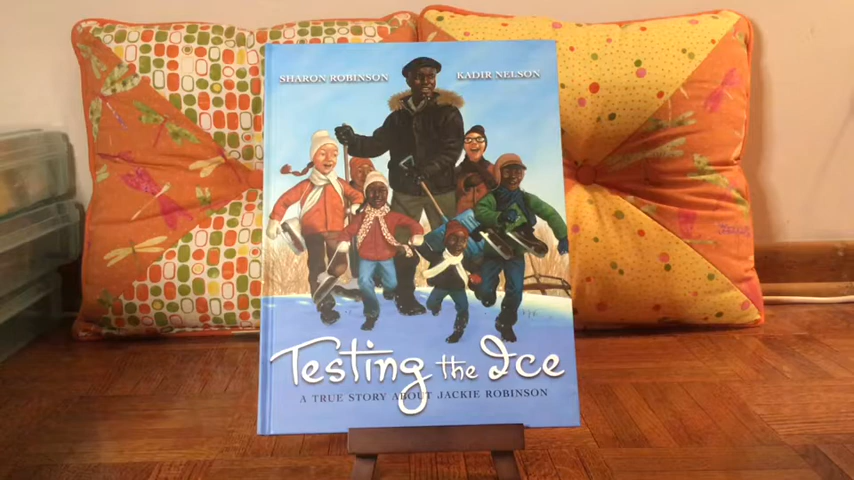 SHARON ROBINSON
KADIR NELSON
Testing the Ice
A TRUE STORY ABOUT JACKIE ROBINSON